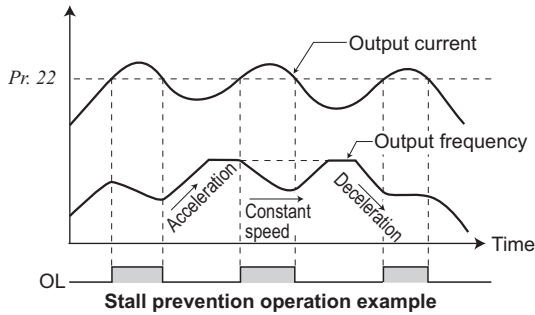 Output current
Pr. 22
Output frequency
Acceleration
Constant
speed
Deceleration
Time
OL
Stall prevention operation example